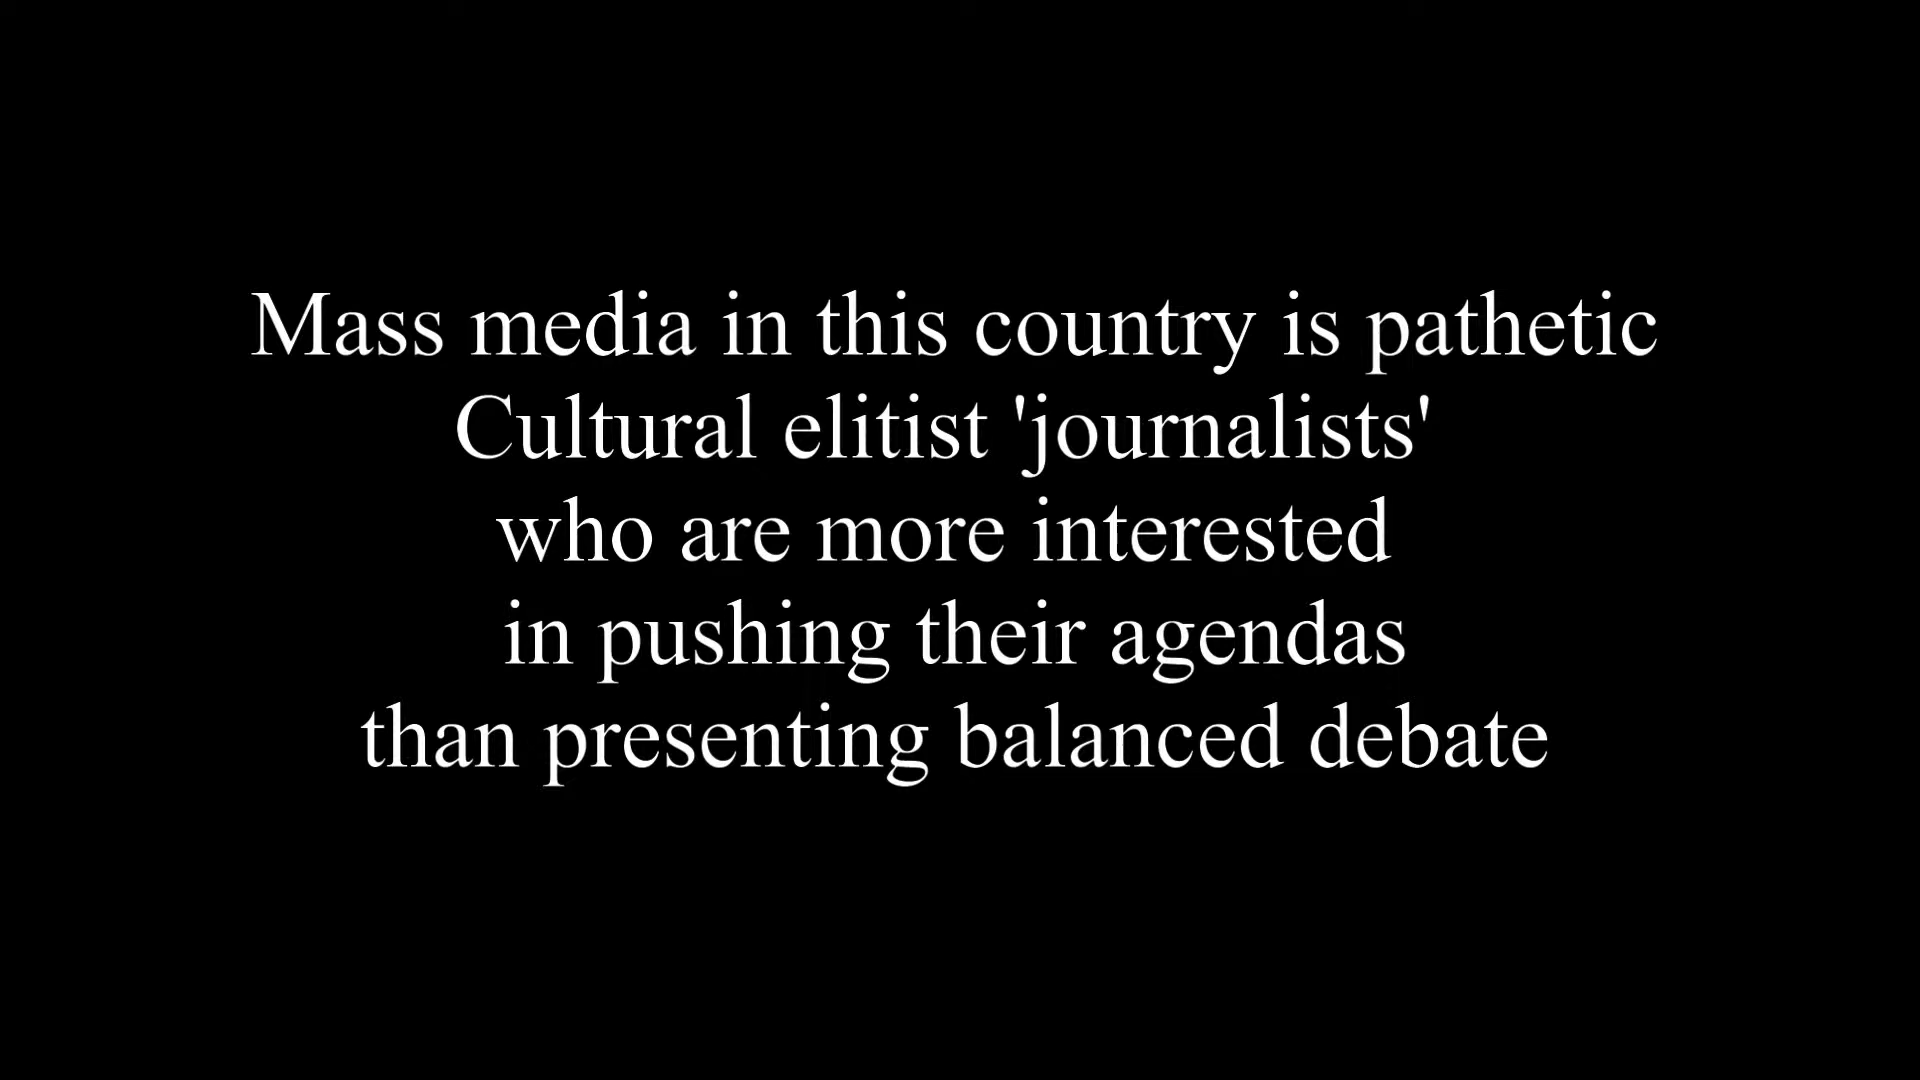 Mass media in this country is pathetic
Cultural elitist 'journalists'
who are more interested
in pushing their agendas
than presenting balanced debate